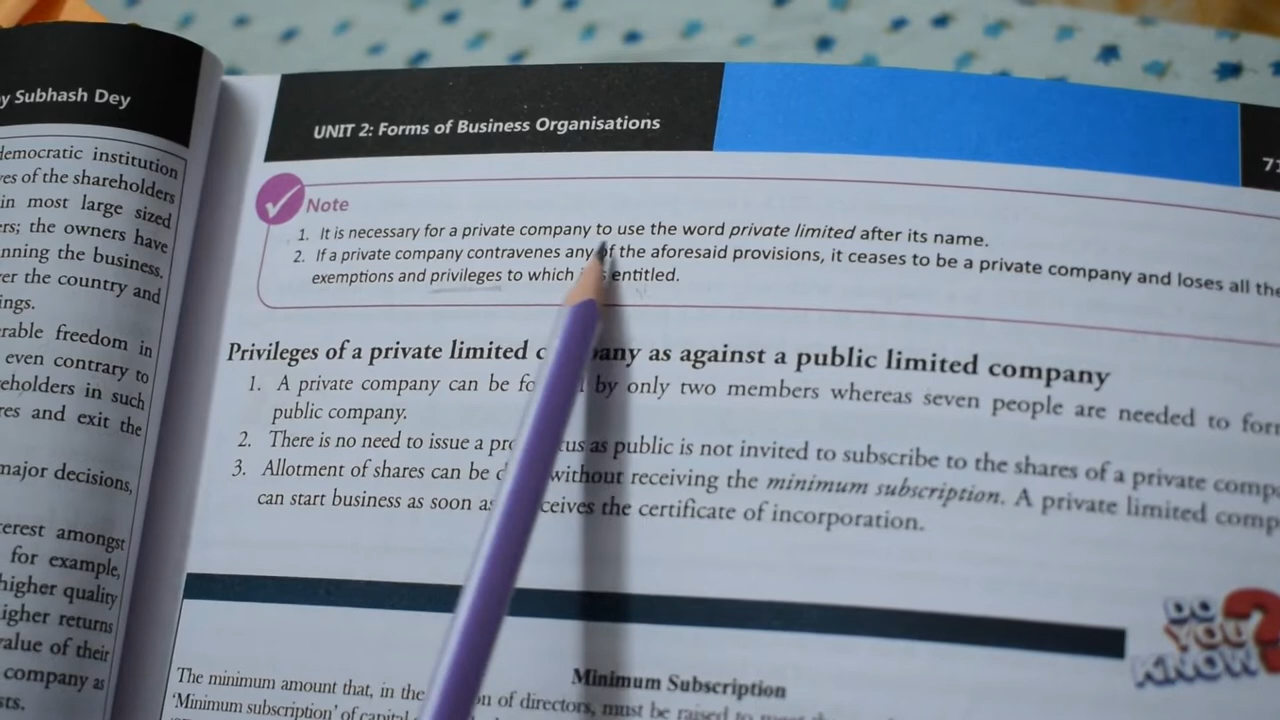 y Subhash Dey
democratic institution
es of the shareholders
in most large sized
ers; the owners have
nning the business.
er the country and
ings.
rable freedom in
even contrary to
eholders in such
res and exit the
major decisions,
terest amongst
for example,
higher quality
igher returns
value of their
company as
sts.
UNIT 2: Forms of Business Organisations
Note
1. It is necessary for a private company to use the word private limited after its name.
2. If a private company contravenes any of the aforesaid provisions, it ceases to be a private company and loses all the
exemptions and privileges to which entitled.
Privileges of a private limited company as against a public limited company
1. A private company can be fo by only two members whereas seven people are needed to form
public company.
2. There is no need to issue a pro tus as public is not invited to subscribe to the shares of a private comp
3. Allotment of shares can be d without receiving the minimum subscription. A private limited comp
can start business as soon as ceives the certificate of incorporation.
DO YOU KNOW?
Minimum Subscription
The minimum amount that, in the n of directors, must be raised to meet the
'Minimum subscription' of capital